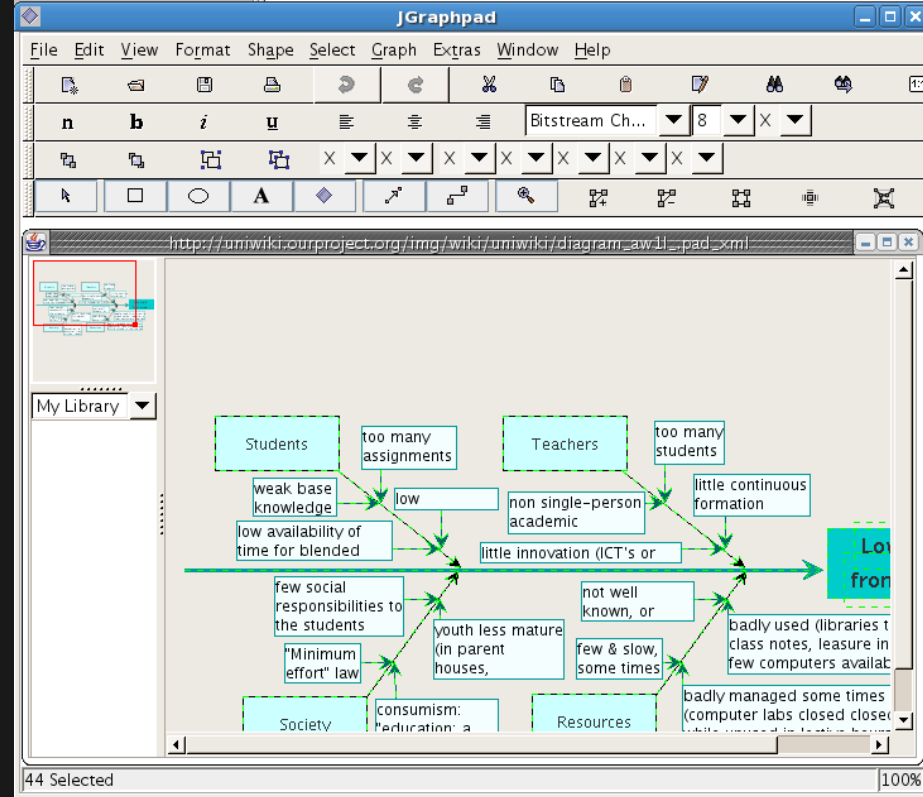 JGraphpad
File Edit View Format Shape Select Graph Extras Window Help
n b i u Bitstream Ch... 8 X
X X X X X X X
A
http://uniwiki.ourproject.org/img/wiki/uniwiki/diagram_aw1l_.pad_xml
My Library
Students
too many
assignments
weak base
knowledge
low
low availability of
time for blended
Teachers
too many
students
little continuous
formation
non single-person
academic
little innovation (ICT's or
few social
responsibilities to
the students
youth less mature
(in parent
houses,
"Minimum
effort" law
Society
consumism:
"education: a
not well
known, or
few & slow,
some times
badly used (libraries t
class notes, leasure in
few computers availab
Resources
badly managed some times
(computer labs closed closed
44 Selected
100%